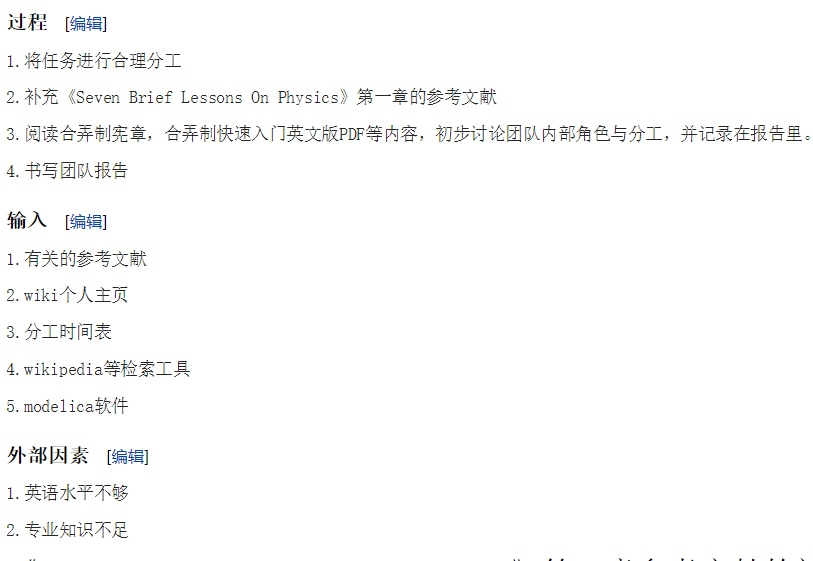 过程 [编辑]
1.将任务进行合理分工
2.补充《Seven Brief Lessons On Physics》第一章的参考文献
3.阅读合弄制宪章，合弄制快速入门英文版PDF等内容，初步讨论团队内部角色与分工，并记录在报告里。
4.书写团队报告
输入 [编辑]
1.有关的参考文献
2.wiki个人主页
3.分工时间表
4.wikipedia等检索工具
5.modelica软件
外部因素 [编辑]
1.英语水平不够
2.专业知识不足